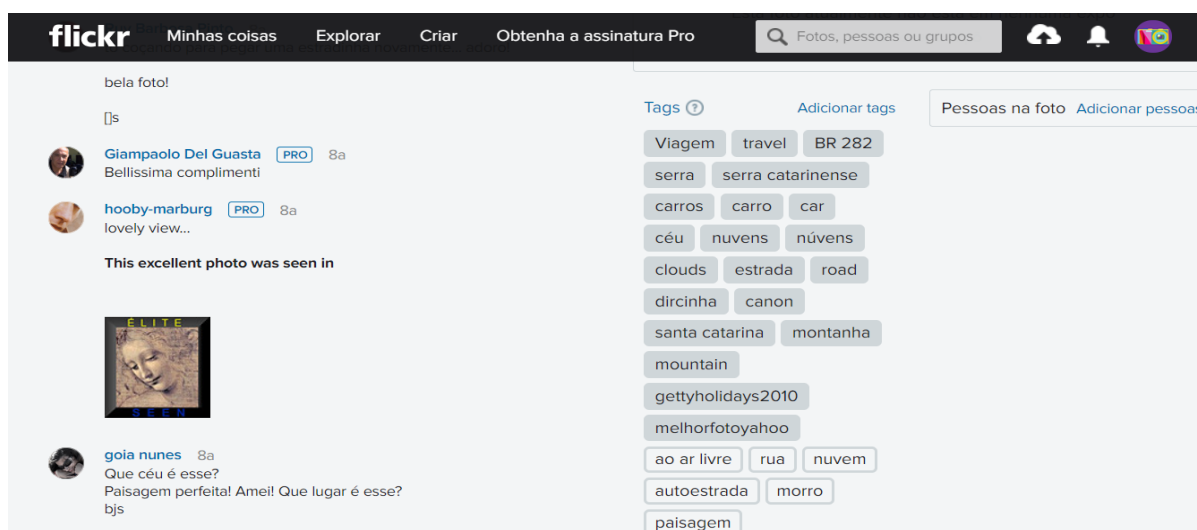 flickr Minhas coisas Explorar Criar Obtenha a assinatura Pro Fotos, pessoas ou grupos
bela foto!
[]s
Giampaolo Del Guasta PRO 8a
Bellissima complimenti
hooby-marburg PRO 8a
lovely view...
This excellent photo was seen in
ÉLITE
SEEN
goia nunes 8a
Que céu é esse?
Paisagem perfeita! Amei! Que lugar é esse?
bjs
Tags ? Adicionar tags
Viagem travel BR 282
serra serra catarinense
carros carro car
céu nuvens núvens
clouds estrada road
dircinha canon
santa catarina montanha
mountain
gettyholidays2010
melhorfotoyahoo
ao ar livre rua nuvem
autoestrada morro
paisagem
Pessoas na foto Adicionar pessoas